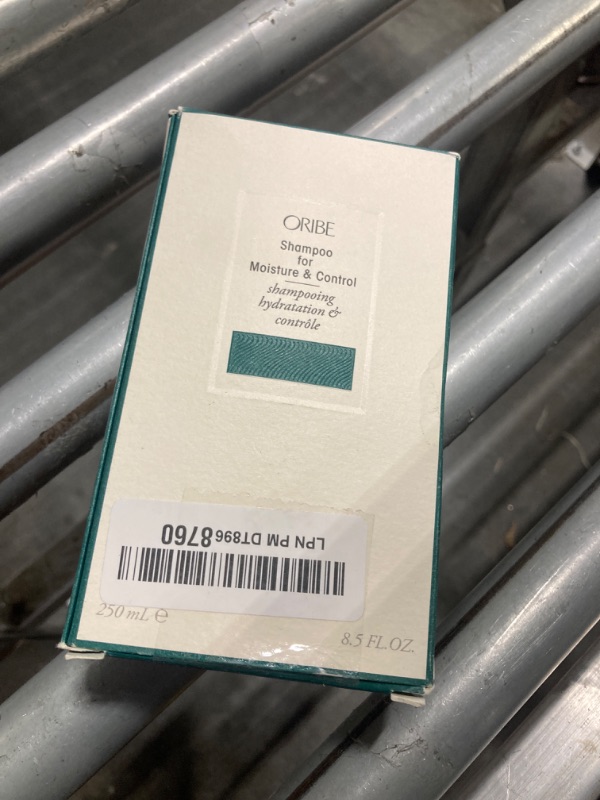 ORIBE
Shampoo
for
Moisture & Control
shampooing
hydratation &
contrôle
LPN PM DT8968760
250 mL ℮
8.5 FL.OZ.